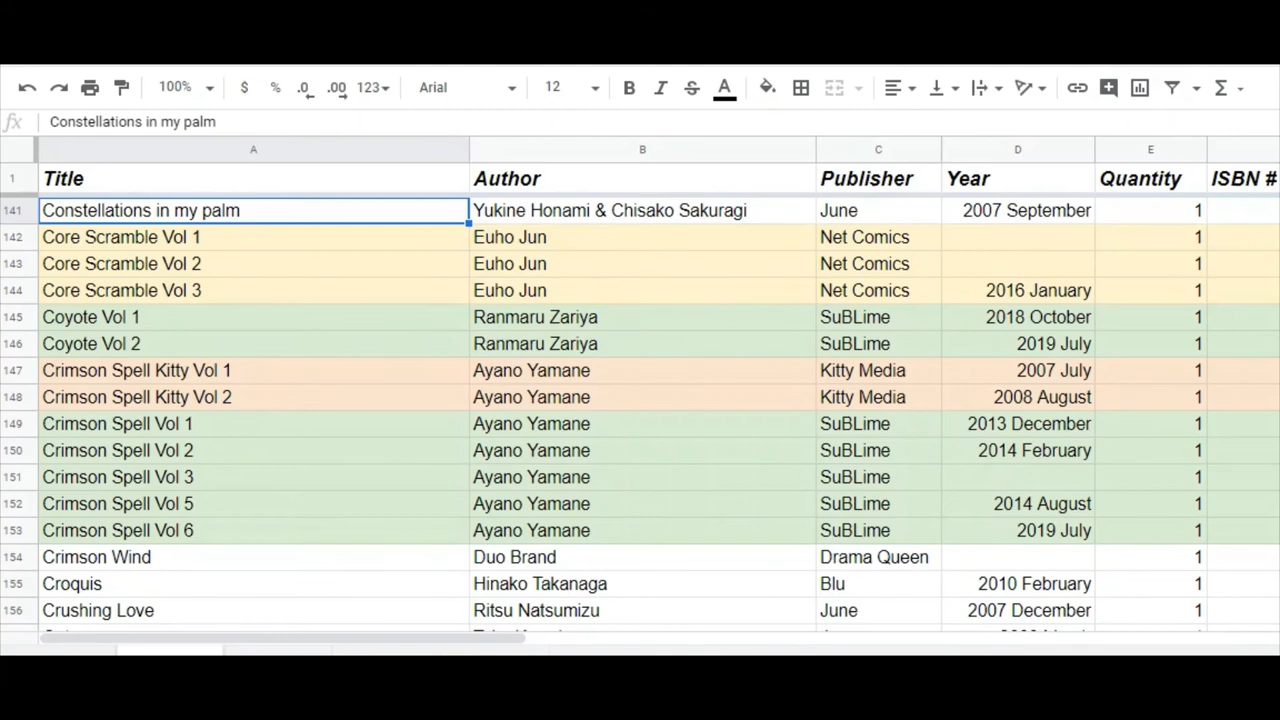 100% $ % .0 .00 123 Arial 12 B I S A Σ
fx Constellations in my palm
A B C D E
1 Title Author Publisher Year Quantity ISBN #
141 Constellations in my palm Yukine Honami & Chisako Sakuragi June 2007 September 1
142 Core Scramble Vol 1 Euho Jun Net Comics 1
143 Core Scramble Vol 2 Euho Jun Net Comics 1
144 Core Scramble Vol 3 Euho Jun Net Comics 2016 January 1
145 Coyote Vol 1 Ranmaru Zariya SuBLime 2018 October 1
146 Coyote Vol 2 Ranmaru Zariya SuBLime 2019 July 1
147 Crimson Spell Kitty Vol 1 Ayano Yamane Kitty Media 2007 July 1
148 Crimson Spell Kitty Vol 2 Ayano Yamane Kitty Media 2008 August 1
149 Crimson Spell Vol 1 Ayano Yamane SuBLime 2013 December 1
150 Crimson Spell Vol 2 Ayano Yamane SuBLime 2014 February 1
151 Crimson Spell Vol 3 Ayano Yamane SuBLime 1
152 Crimson Spell Vol 5 Ayano Yamane SuBLime 2014 August 1
153 Crimson Spell Vol 6 Ayano Yamane SuBLime 2019 July 1
154 Crimson Wind Duo Brand Drama Queen 1
155 Croquis Hinako Takanaga Blu 2010 February 1
156 Crushing Love Ritsu Natsumizu June 2007 December 1